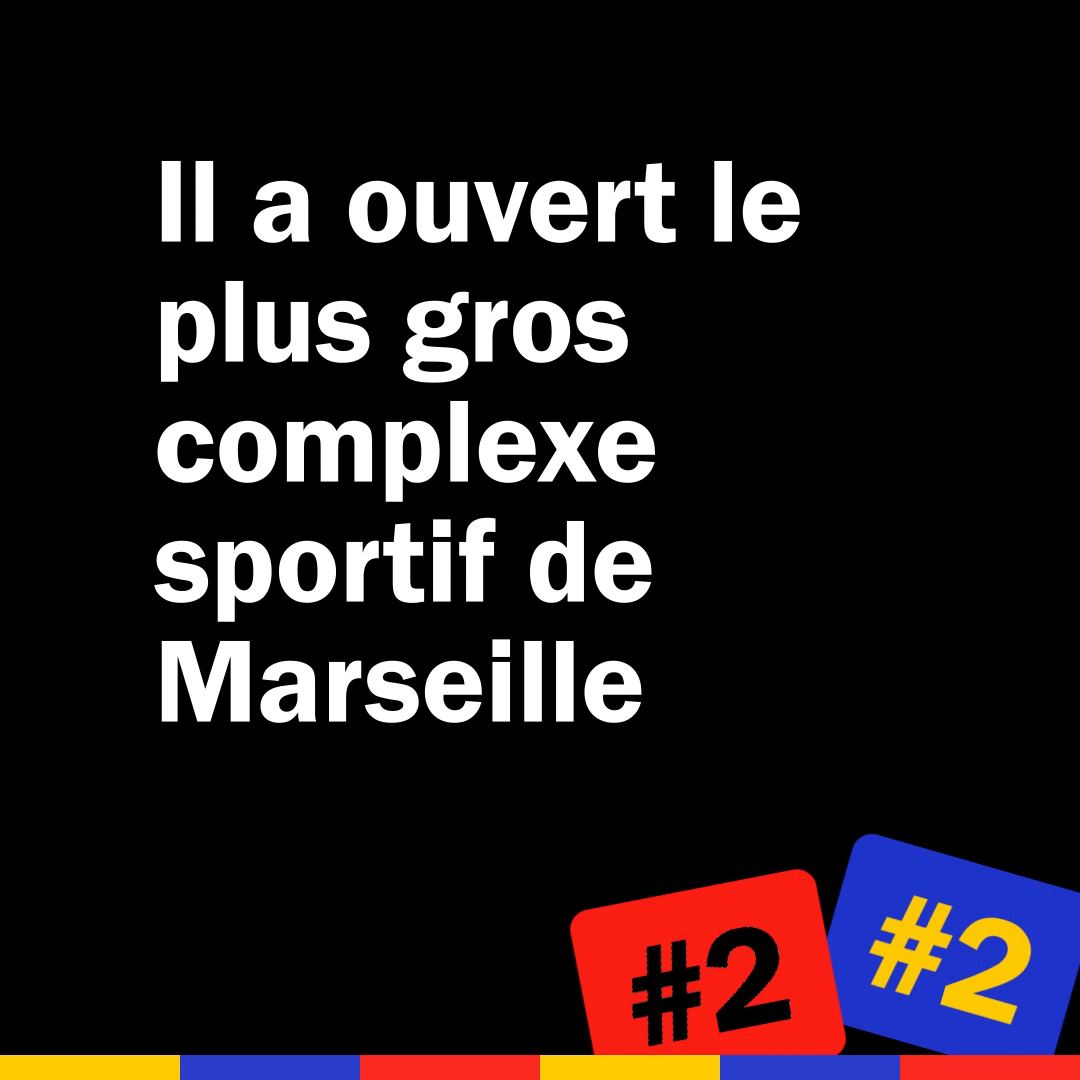 Il a ouvert le
plus gros
complexe
sportif de
Marseille
#2
#2